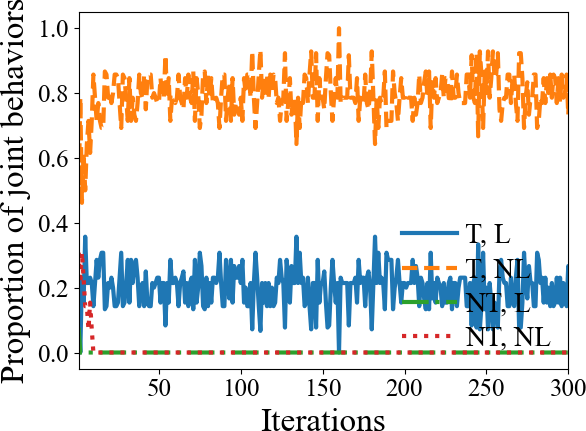 Proportion of joint behaviors
1.0
0.8
0.6
0.4
0.2
0.0
T, L
T, NL
NT, L
NT, NL
50
100
150
200
250
300
Iterations